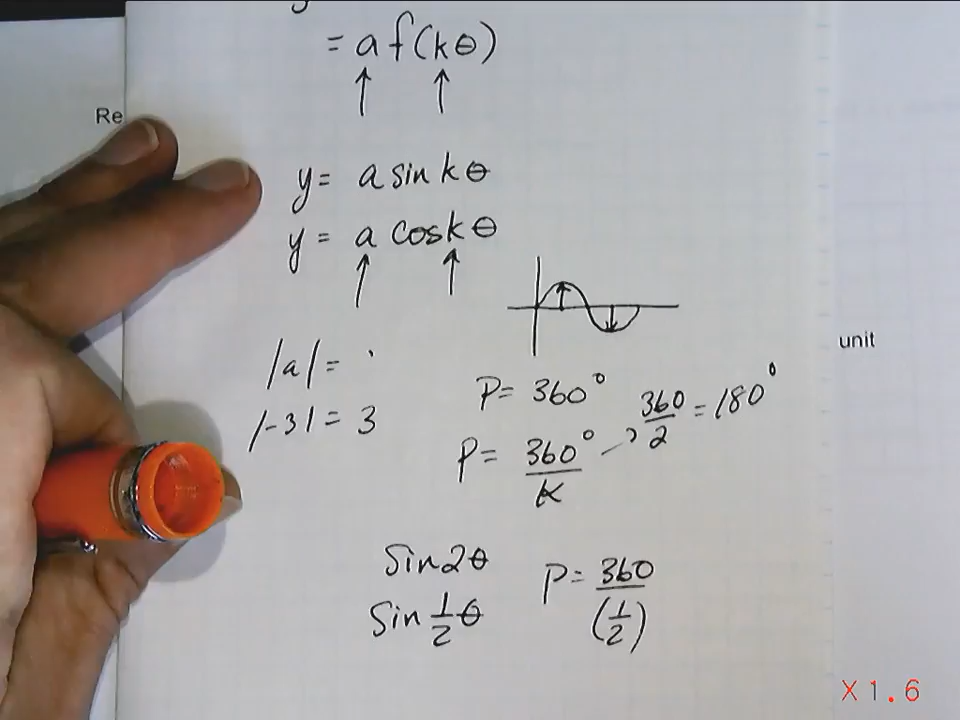 = a f(kθ)
Re
y = a sin kθ
y = a cos kθ
unit
|a| =
|-3| = 3
P = 360°
P = 360°/k → 360/2 = 180°
Sin 2θ
Sin 1/2 θ
P = 360/(1/2)
X1.6